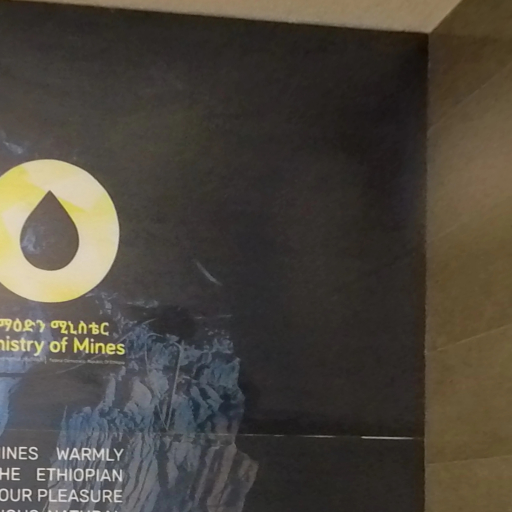 ማዕድን ሚኒስቴር
nistry of Mines
INES WARMLY
HE ETHIOPIAN
OUR PLEASURE